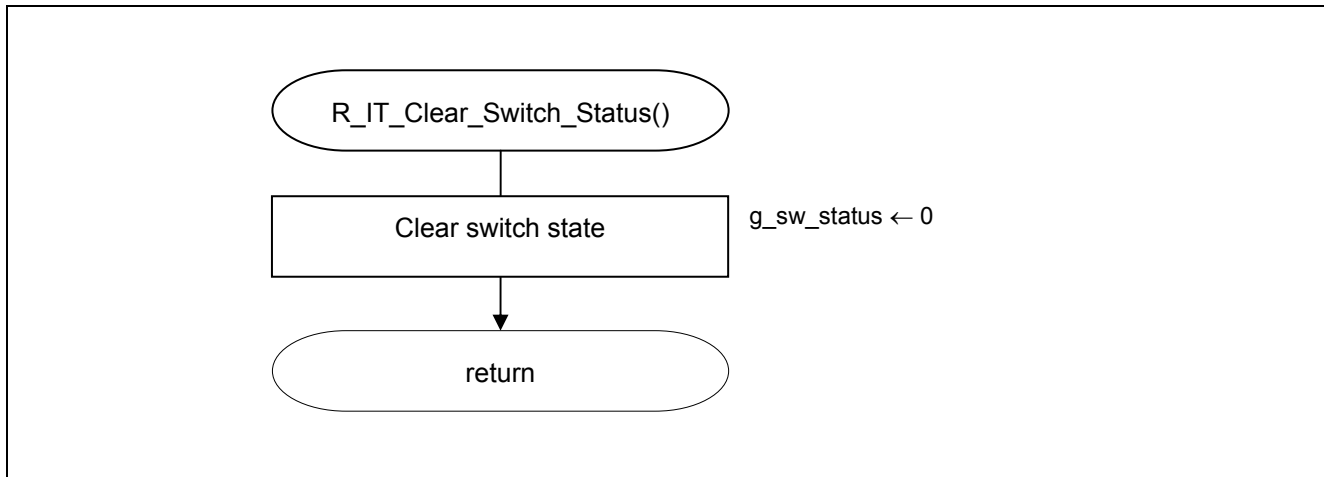 R_IT_Clear_Switch_Status()
Clear switch state
g_sw_status ← 0
return